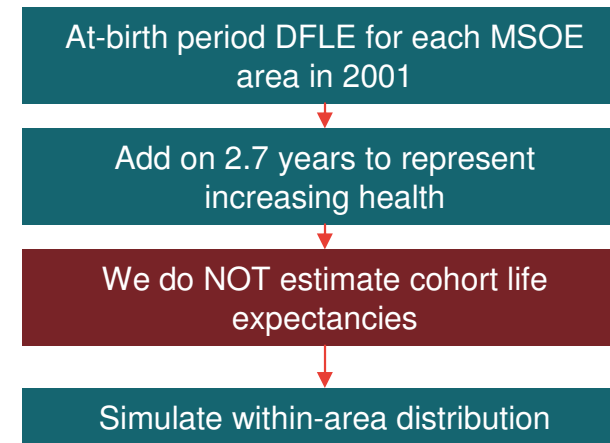 At-birth period DFLE for each MSOE
area in 2001
Add on 2.7 years to represent
increasing health
We do NOT estimate cohort life
expectancies
Simulate within-area distribution